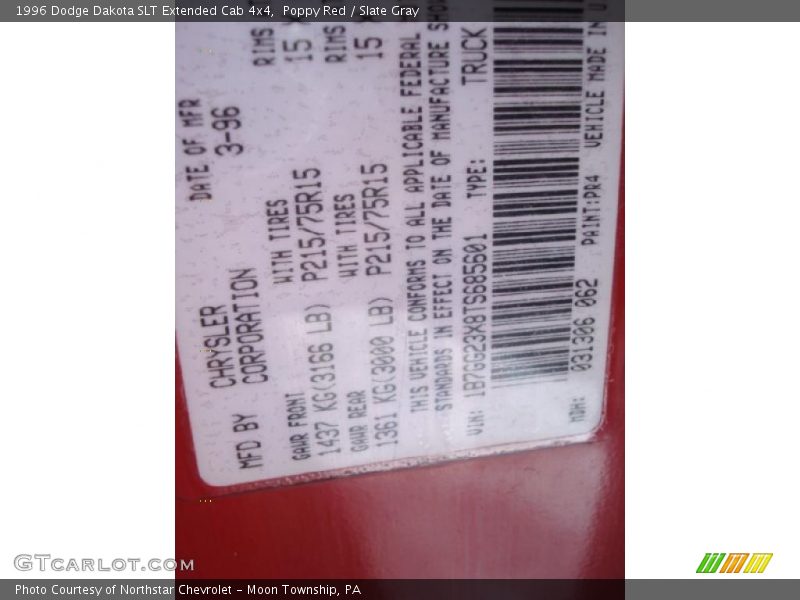 1996 Dodge Dakota SLT Extended Cab 4x4,  Poppy Red / Slate Gray
DATE OF MFR
3-96
MFD BY CHRYSLER
CORPORATION
GAWR FRONT WITH TIRES RIMS
1437 KG(3166 LB) P215/75R15 15 X
GAWR REAR WITH TIRES RIMS
1361 KG(3000 LB) P215/75R15 15 X
THIS VEHICLE CONFORMS TO ALL APPLICABLE FEDERAL
STANDARDS IN EFFECT ON THE DATE OF MANUFACTURE SHO
VIN: 1B7GG23X8TS685601 TYPE: TRUCK
MDH: 031306 062 PAINT:PR4 VEHICLE MADE IN U
GTCARLOT.COM
Photo Courtesy of Northstar Chevrolet – Moon Township, PA